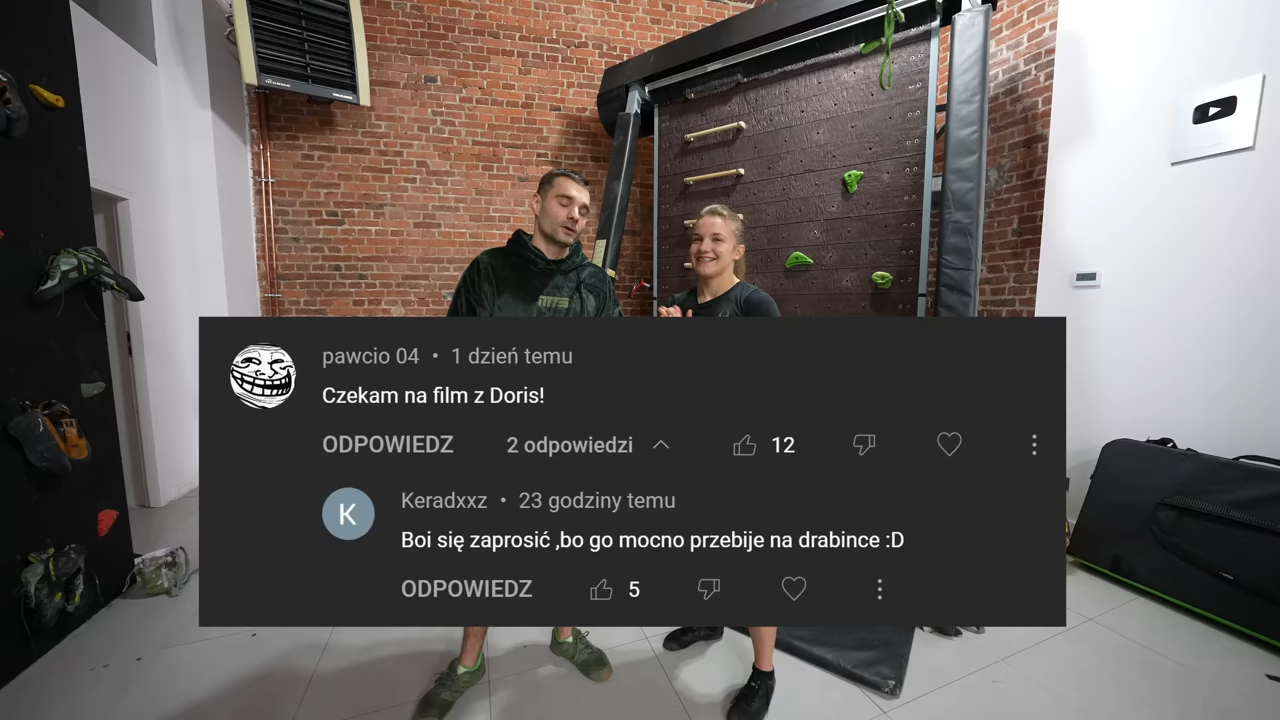 pawcio 04 • 1 dzień temu
Czekam na film z Doris!
ODPOWIEDZ 2 odpowiedzi 12
K
Keradxxz • 23 godziny temu
Boi się zaprosić ,bo go mocno przebije na drabince :D
ODPOWIEDZ 5